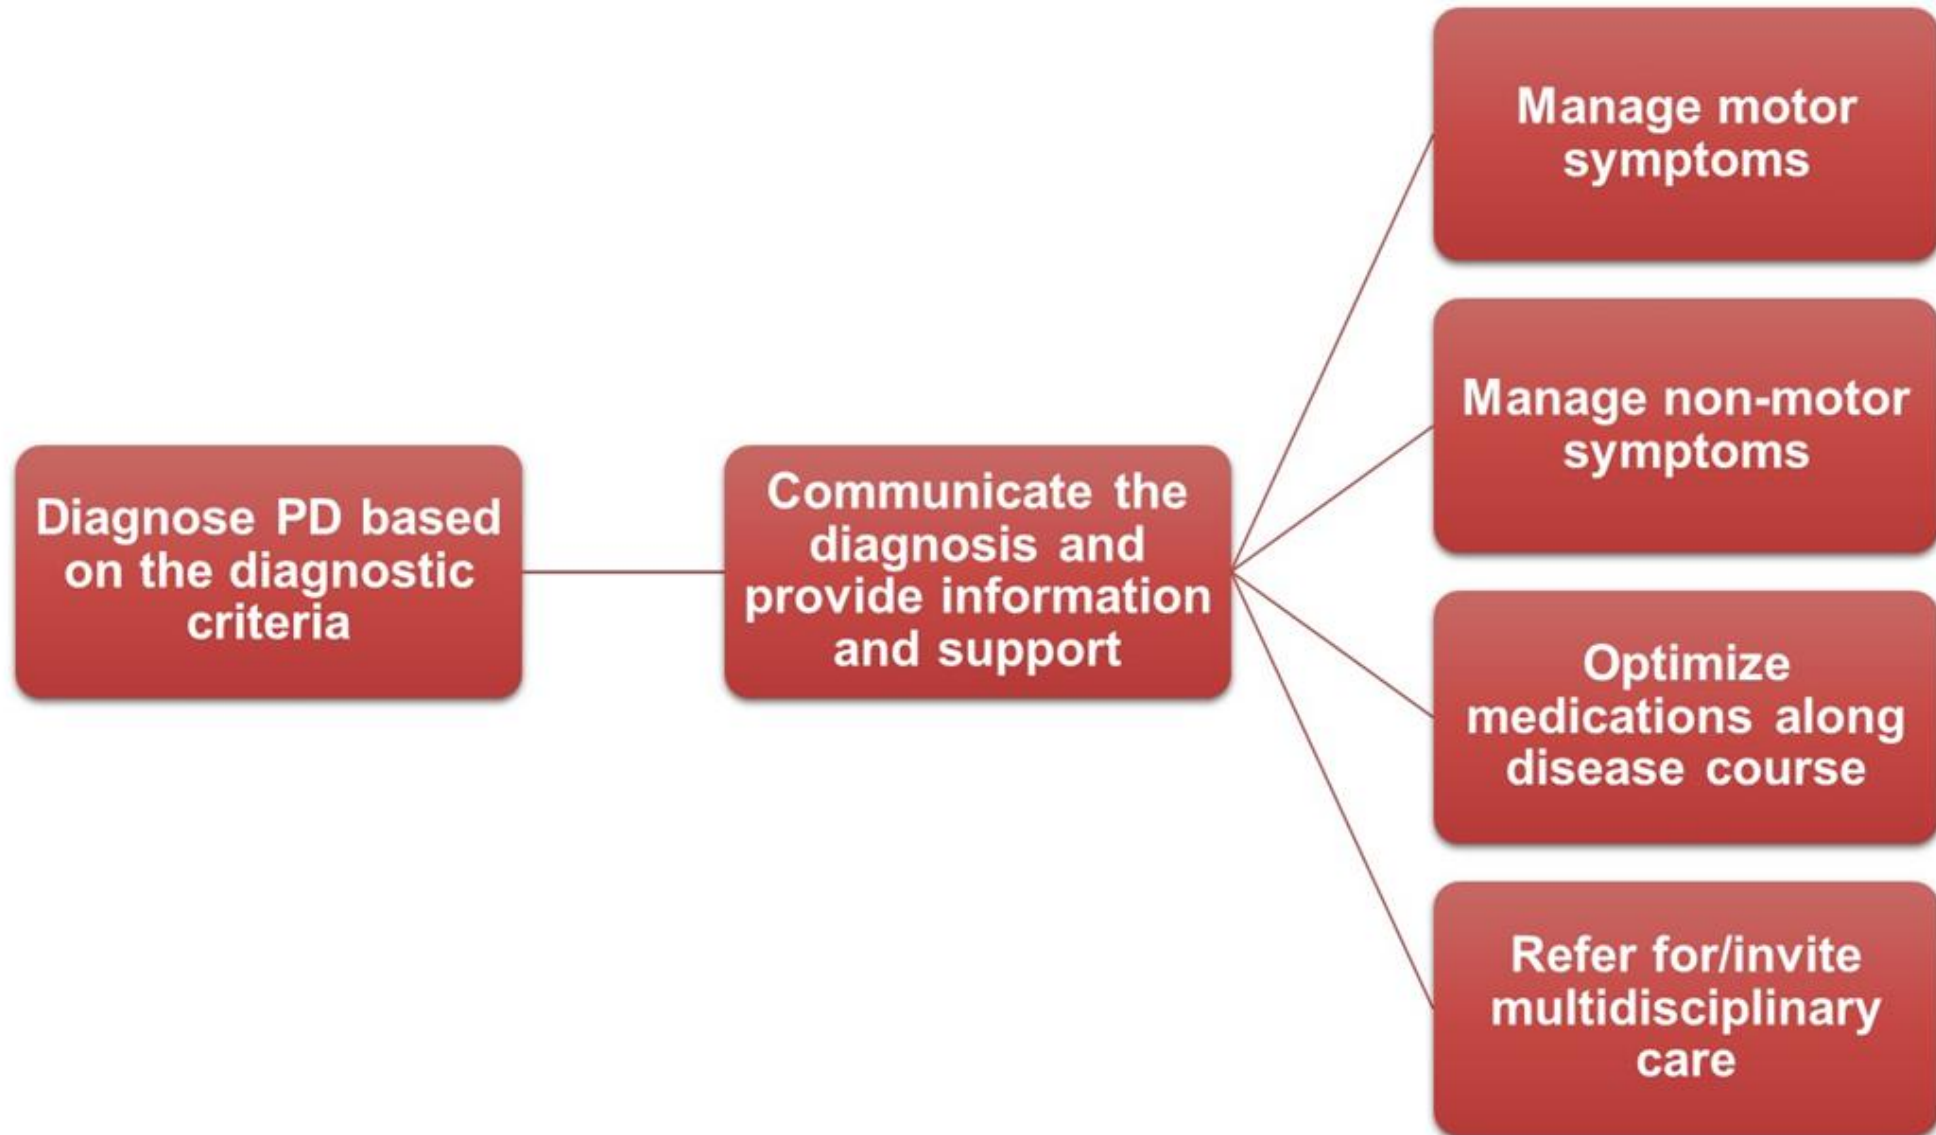 Diagnose PD based
on the diagnostic
criteria
Communicate the
diagnosis and
provide information
and support
Manage motor
symptoms
Manage non-motor
symptoms
Optimize
medications along
disease course
Refer for/invite
multidisciplinary
care